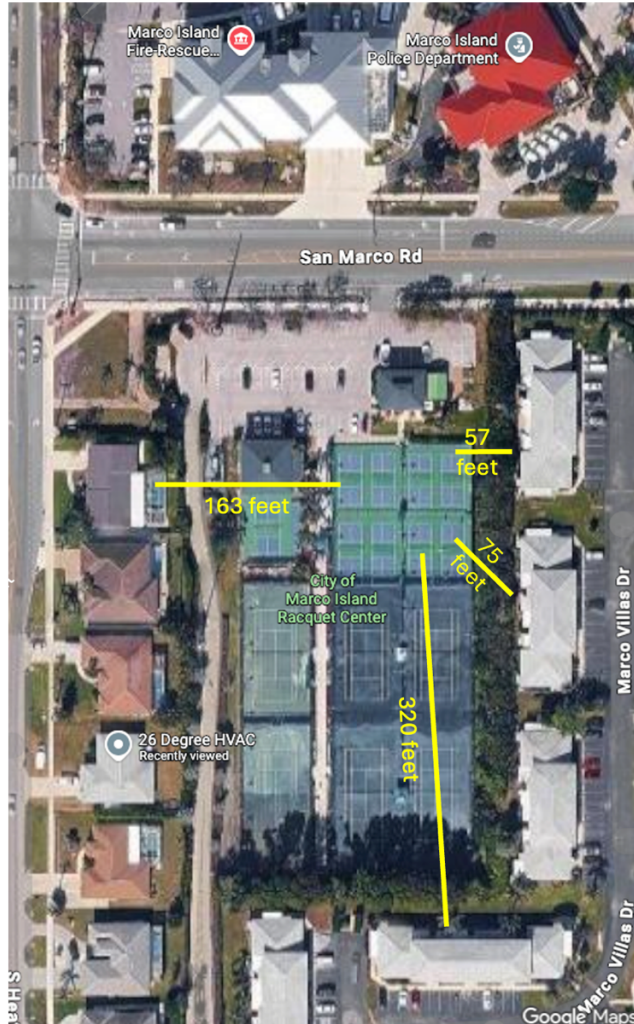 Marco Island
Fire-Rescue...
Marco Island
Police Department
San Marco Rd
57
feet
163 feet
75
feet
City of
Marco Island
Racquet Center
Marco Villas Dr
320 feet
26 Degree HVAC
Recently viewed
Marco Villas Dr
S Hea
Google Maps